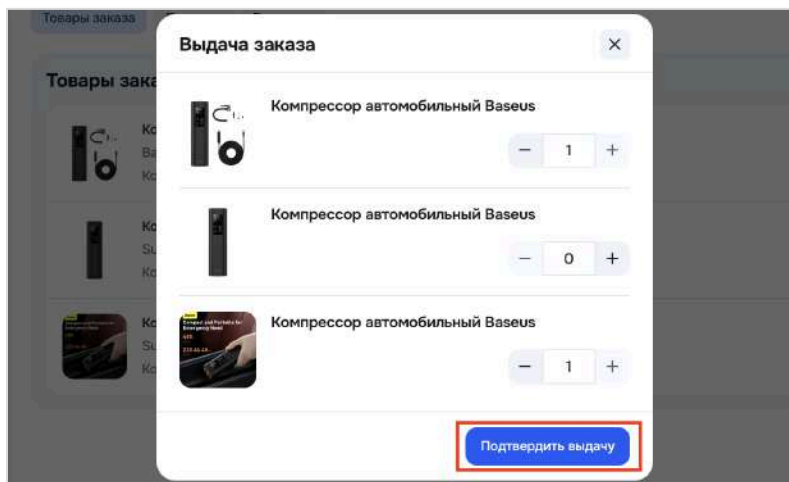 Товары заказа
Выдача заказа
Товары зака
Компрессор автомобильный Baseus
1
Компрессор автомобильный Baseus
0
Компрессор автомобильный Baseus
1
Подтвердить выдачу